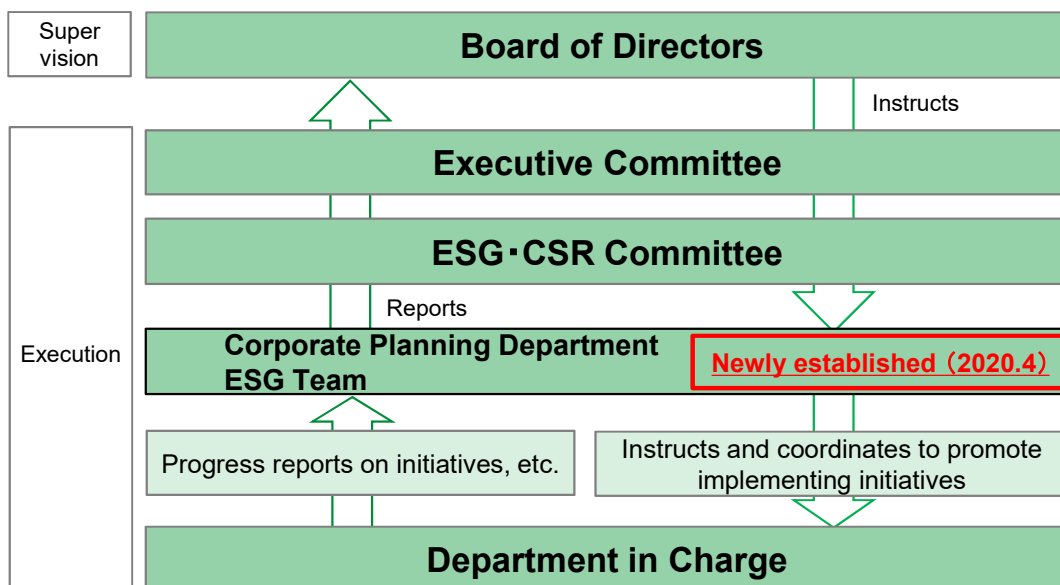 Super
vision
Board of Directors
Instructs
Executive Committee
ESG･CSR Committee
Reports
Execution
Corporate Planning Department
ESG Team
Newly established（2020.4）
Progress reports on initiatives, etc.
Instructs and coordinates to promote
implementing initiatives
Department in Charge